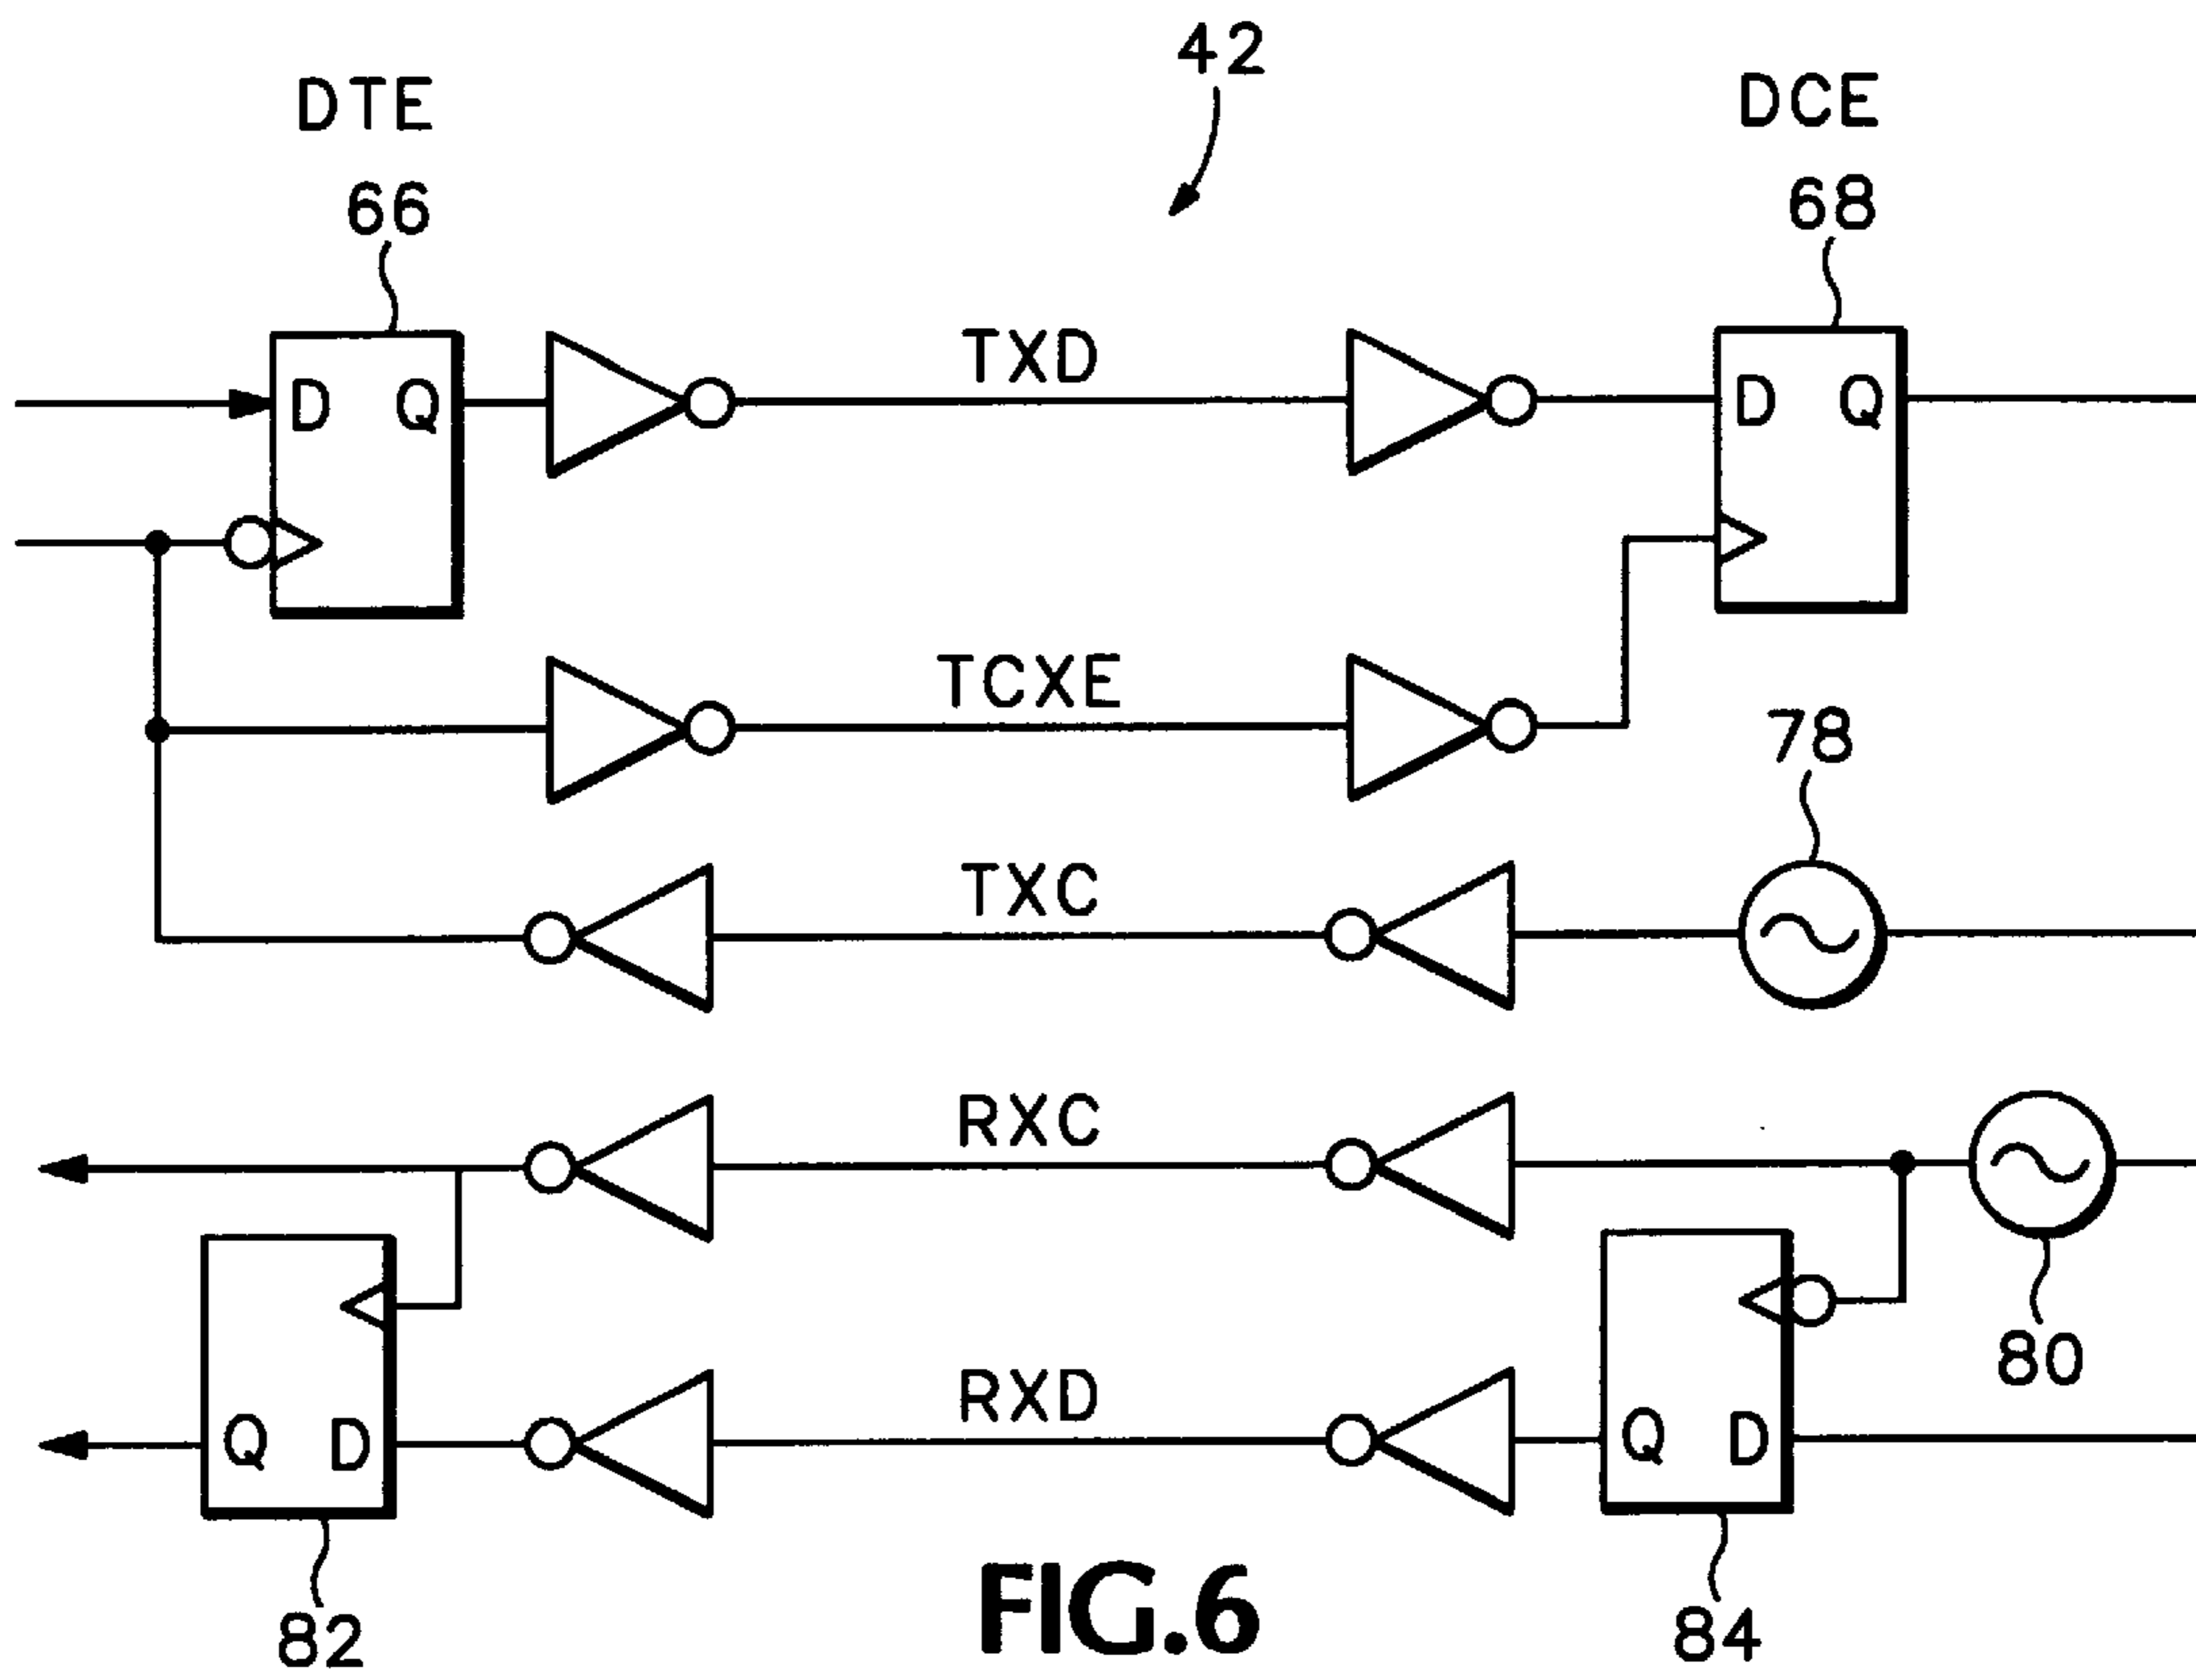 42
DTE
DCE
66
68
D Q
TXD
D Q
TCXE
78
TXC
RXC
80
RXD
Q D
Q D
82
84
FIG.6